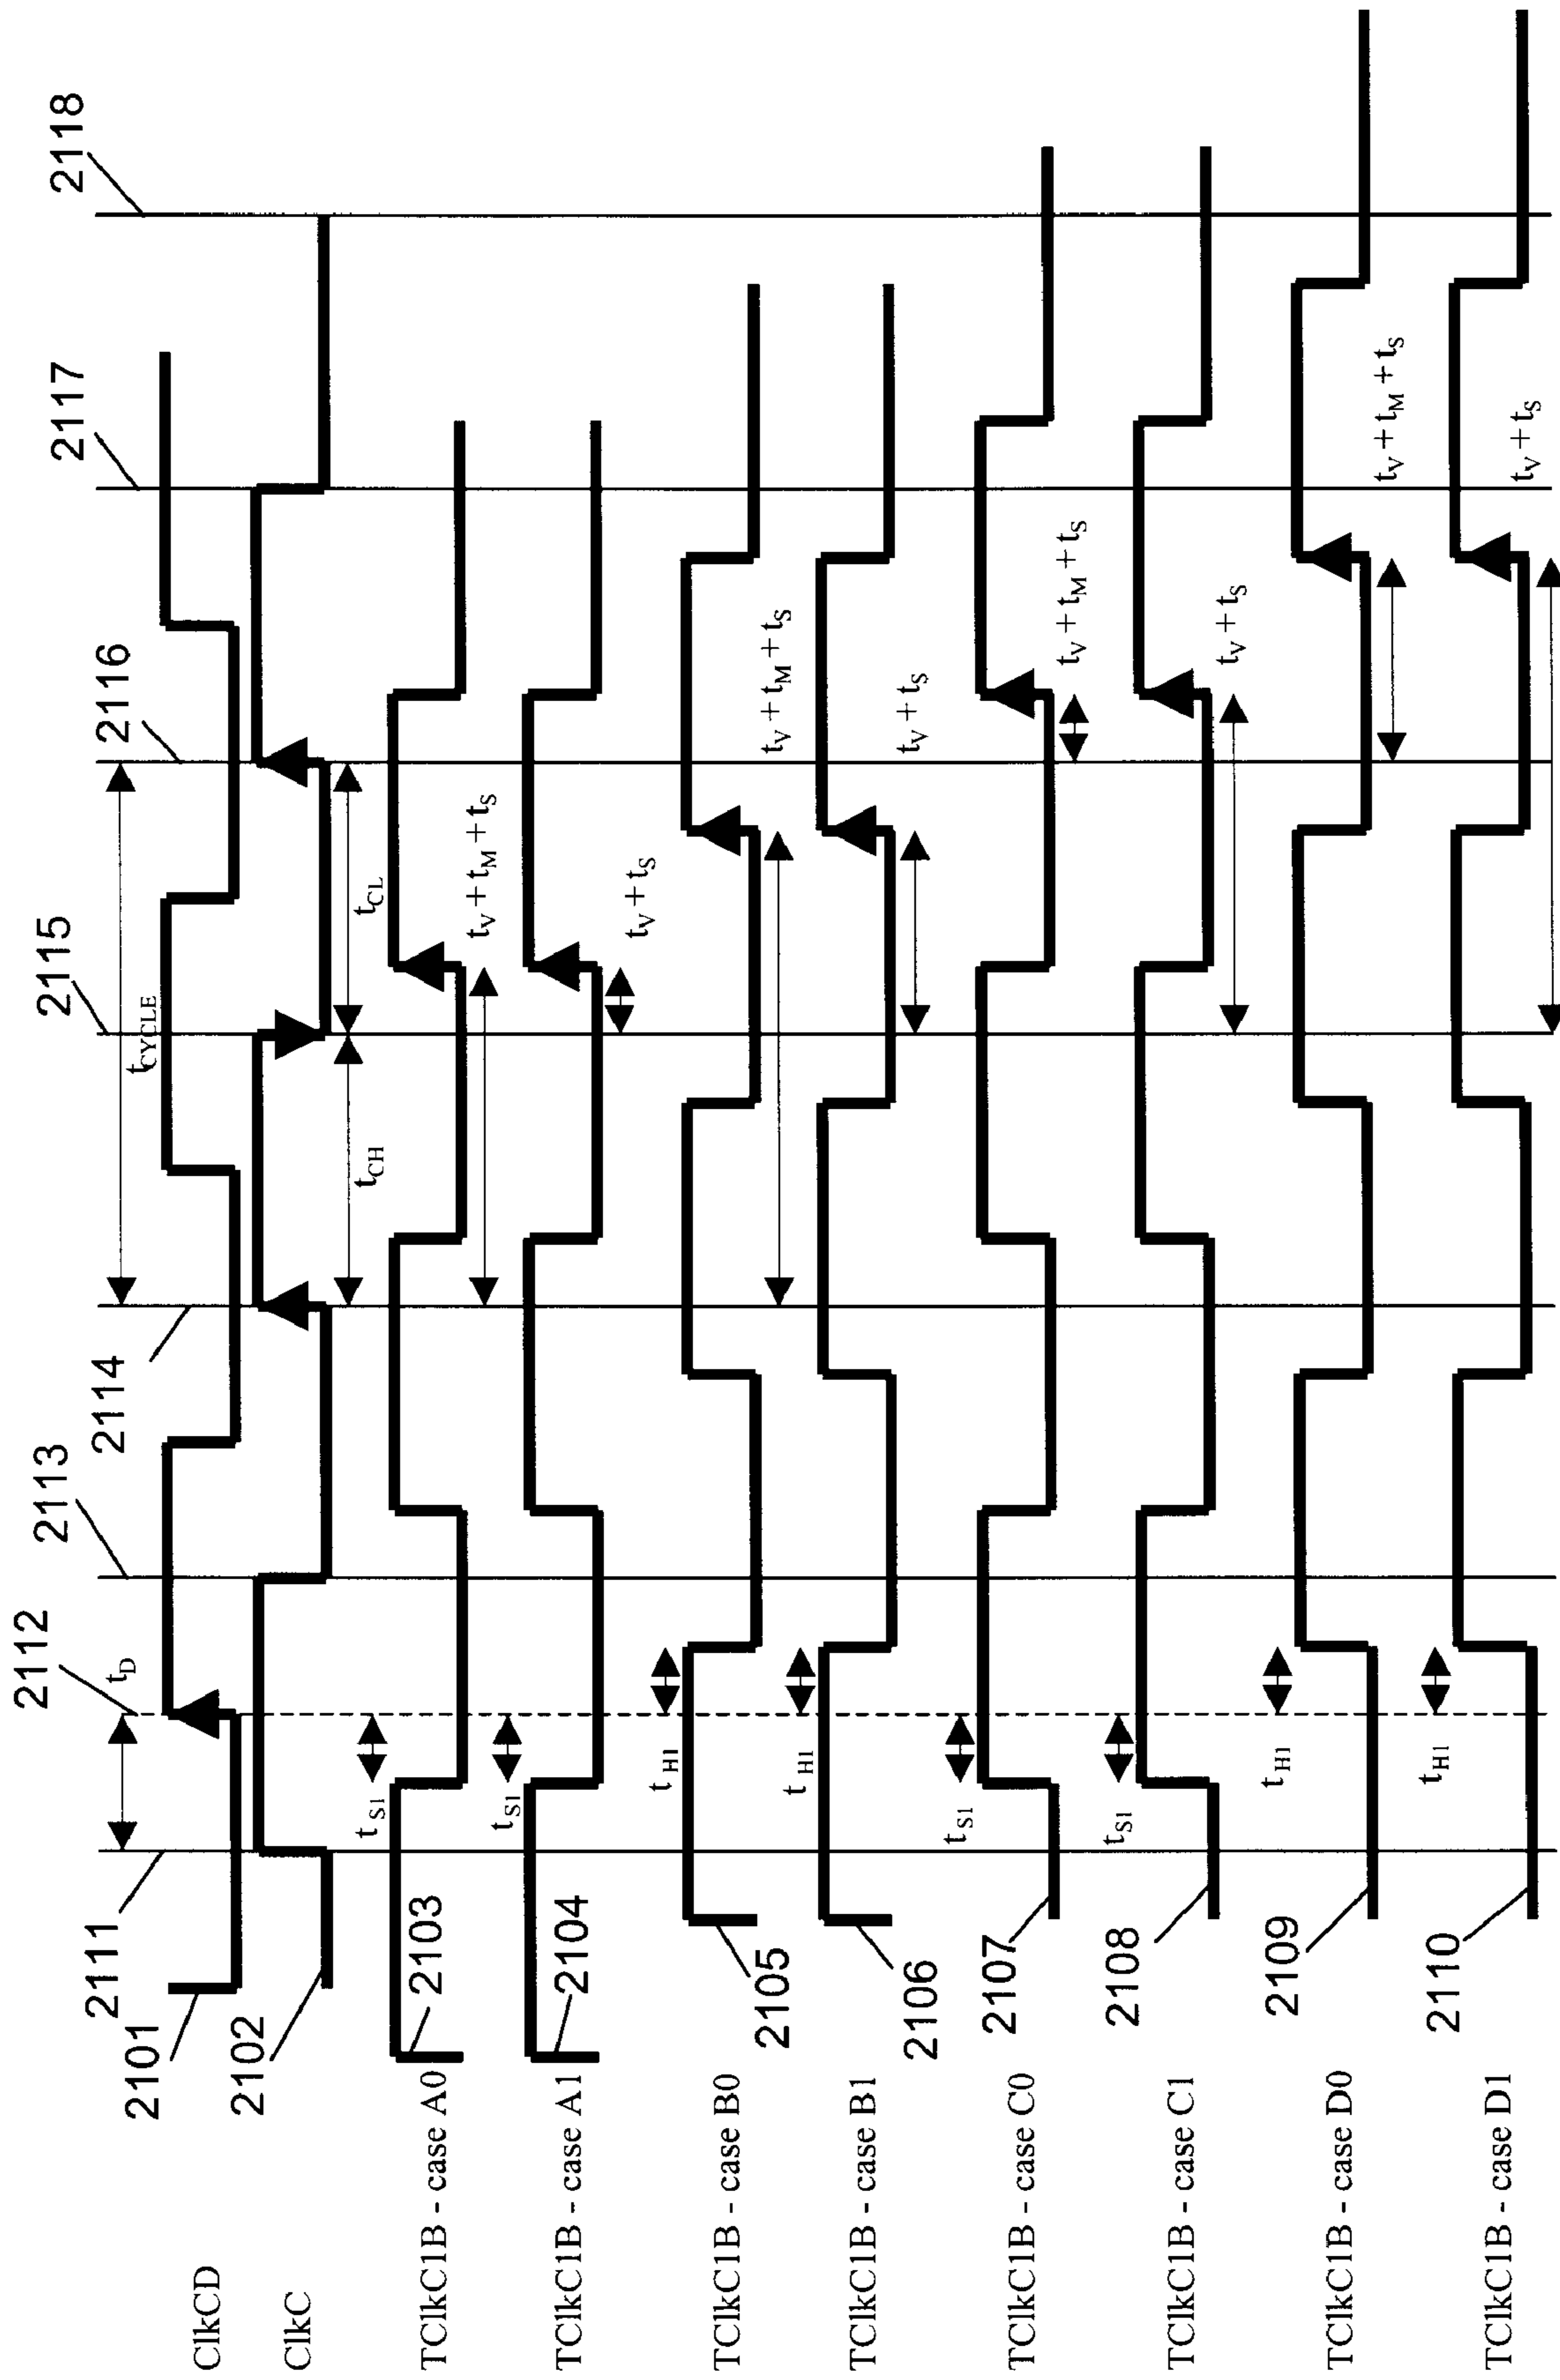 2111
2112
2113
2114
2115
2116
2117
2118
2101
ClkCD
t_D
t_CYCLE
2102
ClkC
t_CH
t_CL
2103
TClkC1B - case A0
t_S1
t_V + t_M + t_S
2104
TClkC1B - case A1
t_S1
t_V + t_S
2105
TClkC1B - case B0
t_H1
t_V + t_M + t_S
2106
TClkC1B - case B1
t_H1
t_V + t_S
2107
TClkC1B - case C0
t_S1
t_V + t_M + t_S
2108
TClkC1B - case C1
t_S1
t_V + t_S
2109
TClkC1B - case D0
t_H1
t_V + t_M + t_S
2110
TClkC1B - case D1
t_H1
t_V + t_S